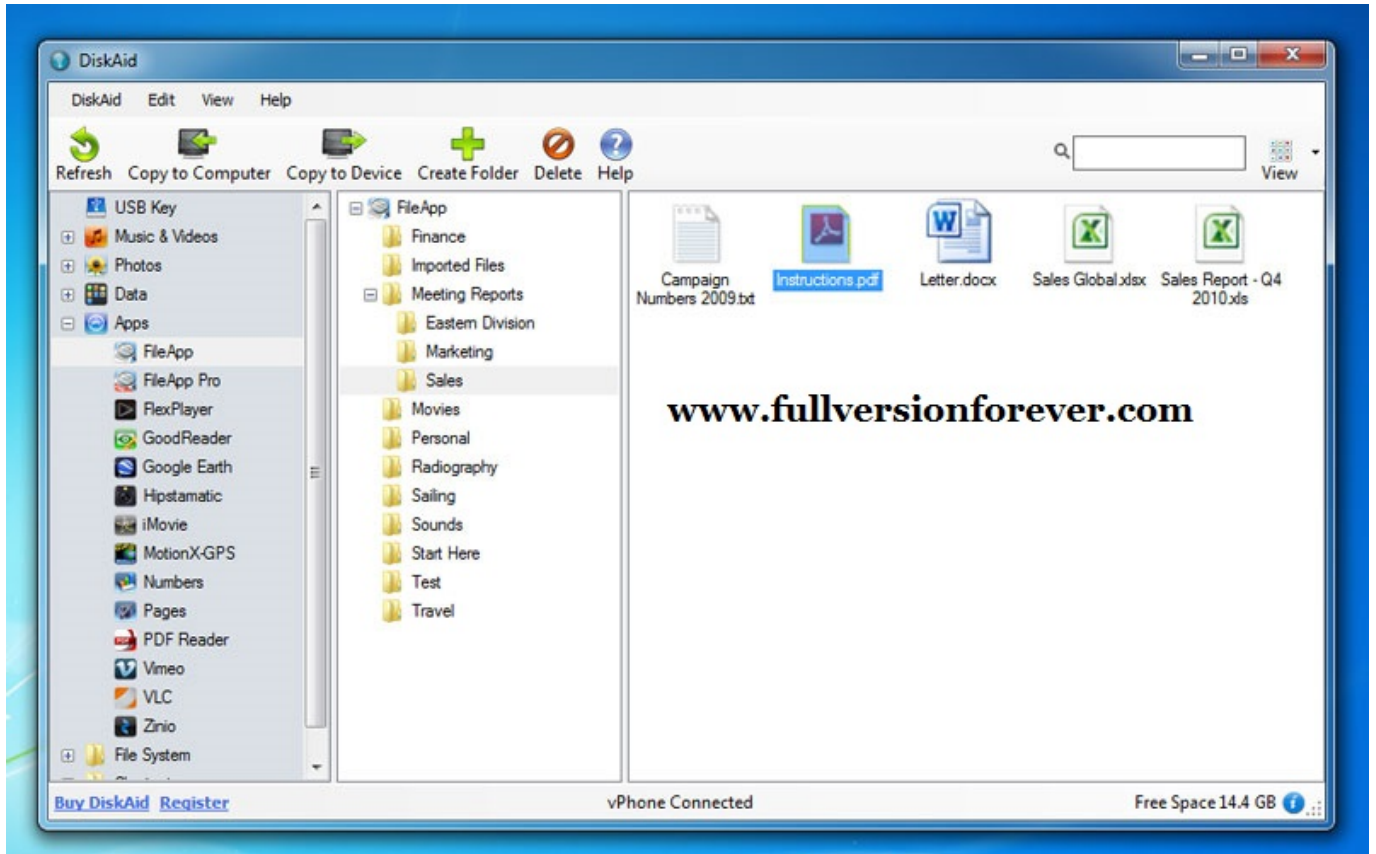 DiskAid
DiskAid Edit View Help
Refresh Copy to Computer Copy to Device Create Folder Delete Help View
USB Key
Music & Videos
Photos
Data
Apps
FileApp
FileApp Pro
FlexPlayer
GoodReader
Google Earth
Hipstamatic
iMovie
MotionX-GPS
Numbers
Pages
PDF Reader
Vimeo
VLC
Zinio
File System
FileApp
Finance
Imported Files
Meeting Reports
Eastern Division
Marketing
Sales
Movies
Personal
Radiography
Sailing
Sounds
Start Here
Test
Travel
Campaign
Numbers 2009.txt
Instructions.pdf
Letter.docx
Sales Global.xlsx
Sales Report - Q4
2010.xls
www.fullversionforever.com
Buy DiskAid Register vPhone Connected Free Space 14.4 GB